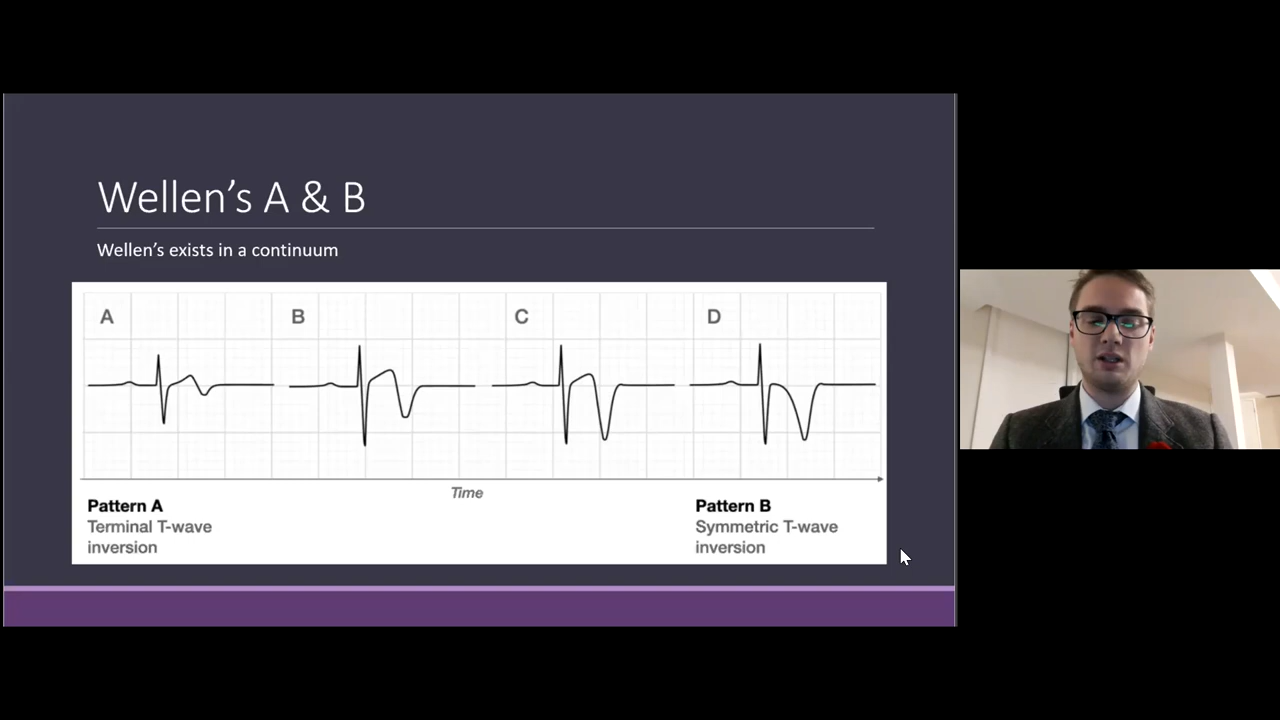 Wellen’s A & B
Wellen’s exists in a continuum
A B C D
Time
Pattern A
Terminal T-wave
inversion
Pattern B
Symmetric T-wave
inversion